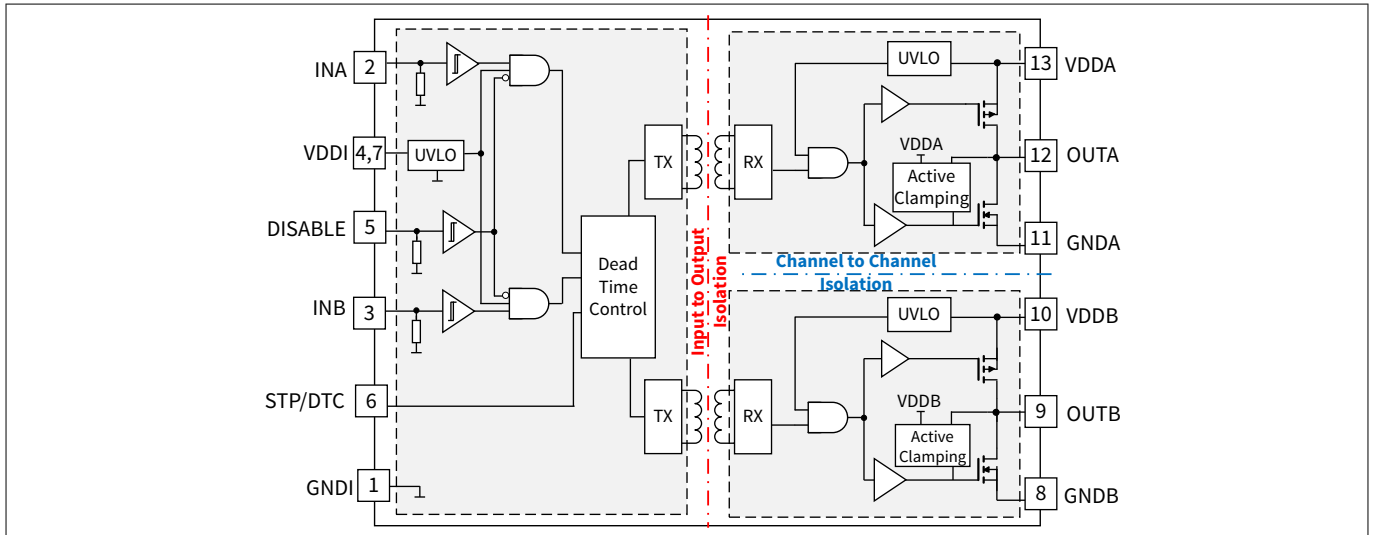 INA
2
VDDI
4,7
UVLO
DISABLE
5
INB
3
STP/DTC
6
GNDI
1
Dead
Time
Control
TX
TX
Input to Output
Isolation
RX
UVLO
VDDA
Active
Clamping
13
VDDA
12
OUTA
11
GNDA
Channel to Channel
Isolation
RX
UVLO
VDDB
Active
Clamping
10
VDDB
9
OUTB
8
GNDB